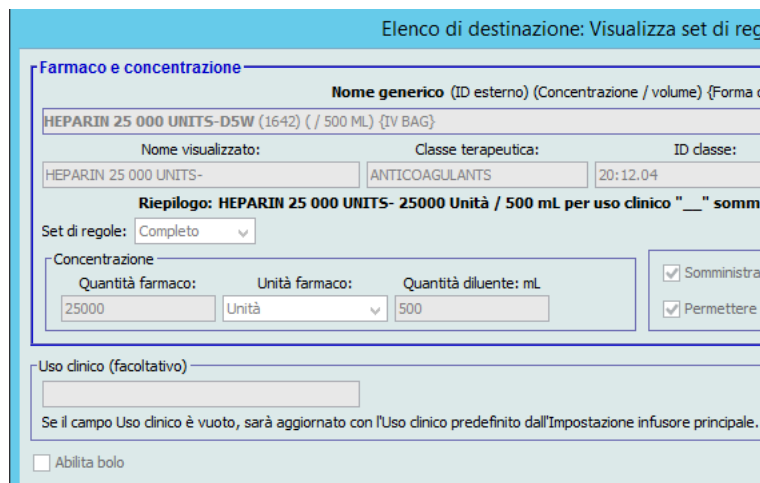 Elenco di destinazione: Visualizza set di reg
Farmaco e concentrazione
Nome generico (ID esterno) (Concentrazione / volume) {Forma
HEPARIN 25 000 UNITS-D5W (1642) ( / 500 ML) {IV BAG}
Nome visualizzato: Classe terapeutica: ID classe:
HEPARIN 25 000 UNITS- ANTICOAGULANTS 20:12.04
Riepilogo: HEPARIN 25 000 UNITS- 25000 Unità / 500 mL per uso clinico "__" somm
Set di regole: Completo
Concentrazione
Quantità farmaco: Unità farmaco: Quantità diluente: mL
Somministra
25000 Unità 500
Permettere
Uso clinico (facoltativo)
Se il campo Uso clinico è vuoto, sarà aggiornato con l'Uso clinico predefinito dall'Impostazione infusore principale.
Abilita bolo